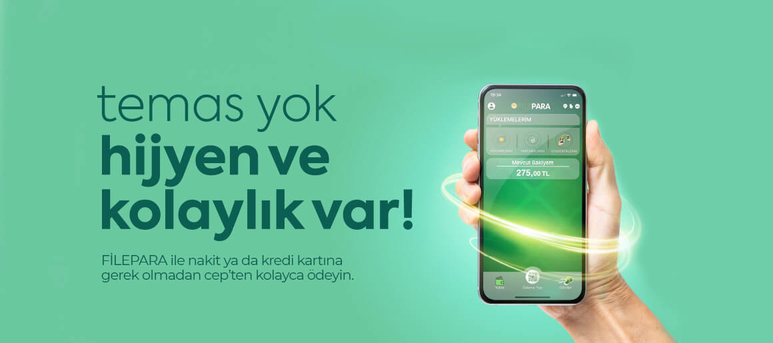 temas yok
hijyen ve
kolaylık var!
FİLEPARA ile nakit ya da kredi kartına
gerek olmadan cep'ten kolayca ödeyin.
PARA
YÜKLEMELERİM
Mevcut Bakiyem
275,00 TL